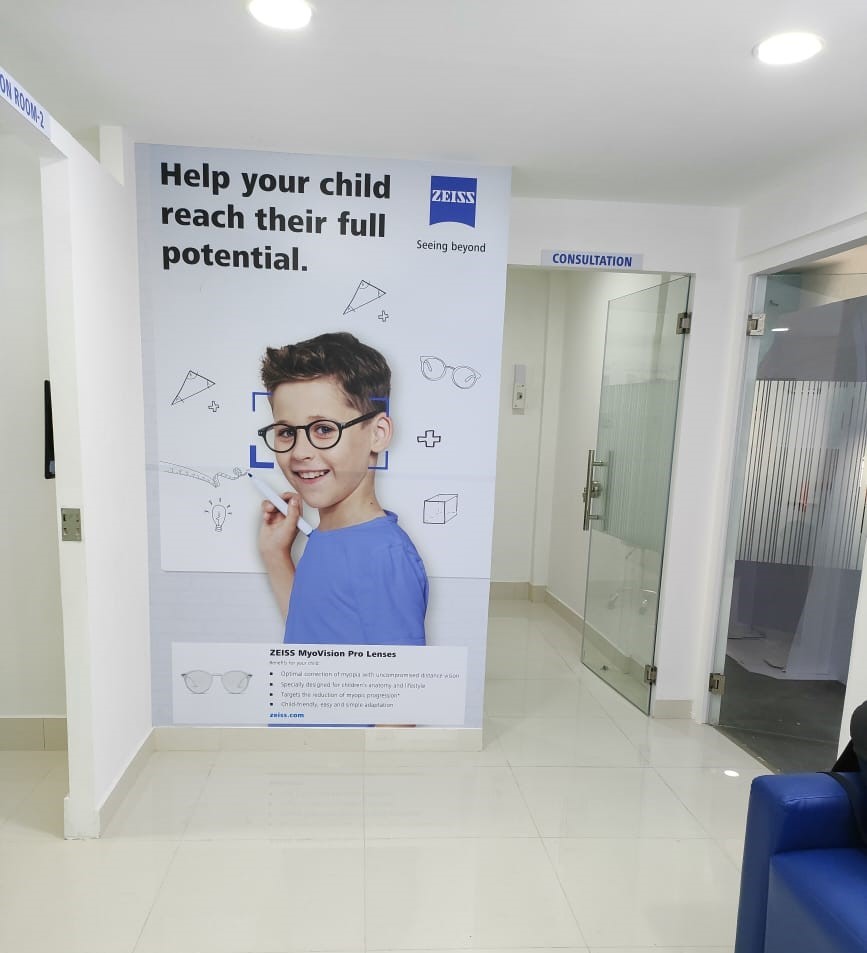 ON ROOM-2
Help your child
reach their full
potential.
ZEISS
Seeing beyond
CONSULTATION
ZEISS MyoVision Pro Lenses
Benefits for your child:
Optimal correction of myopia with uncompromised distance vision
Specially designed for children's anatomy and lifestyle
Targets the reduction of myopic progression*
Child-friendly, easy and simple adaptation
zeiss.com